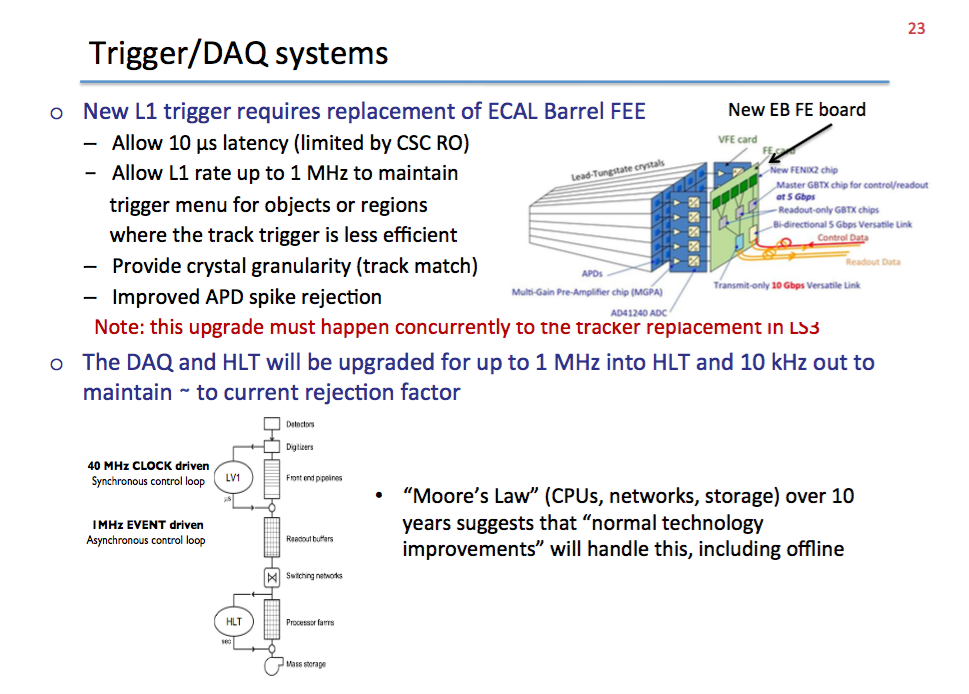 23
Trigger/DAQ systems
o New L1 trigger requires replacement of ECAL Barrel FEE
– Allow 10 μs latency (limited by CSC RO)
– Allow L1 rate up to 1 MHz to maintain
trigger menu for objects or regions
where the track trigger is less efficient
– Provide crystal granularity (track match)
– Improved APD spike rejection
Note: this upgrade must happen concurrently to the tracker replacement in LS3
New EB FE board
VFE card
FE card
Lead-Tungstate crystals
New FENIX2 chip
Master GBTX chip for control/readout
at 5 Gbps
Readout-only GBTX chips
Bi-directional 5 Gbps Versatile Link
Control Data
Readout Data
APDs
Transmit-only 10 Gbps Versatile Link
Multi-Gain Pre-Amplifier chip (MGPA)
AD41240 ADC
o The DAQ and HLT will be upgraded for up to 1 MHz into HLT and 10 kHz out to
maintain ~ to current rejection factor
Detectors
Digitizers
40 MHz CLOCK driven
Synchronous control loop
LV1
μs
Front end pipelines
1MHz EVENT driven
Asynchronous control loop
Readout buffers
Switching networks
HLT
sec
Processor farms
Mass storage
• “Moore’s Law” (CPUs, networks, storage) over 10
years suggests that “normal technology
improvements” will handle this, including offline